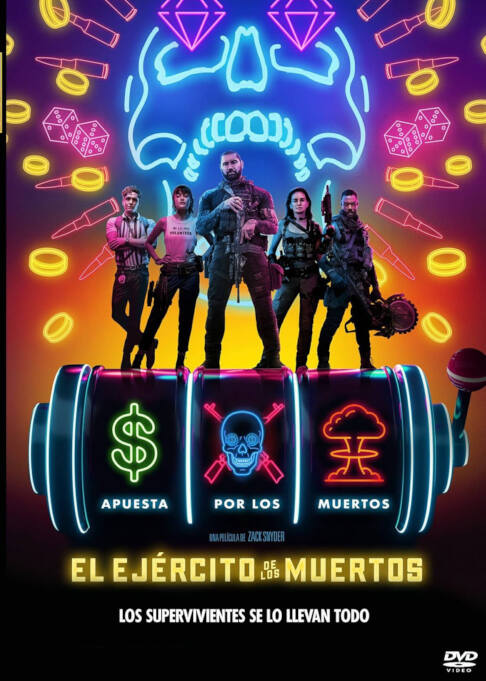 APUESTA POR LOS MUERTOS
UNA PELÍCULA DE ZACK SNYDER
EL EJÉRCITO DE LOS MUERTOS
LOS SUPERVIVIENTES SE LO LLEVAN TODO
DVD
VIDEO